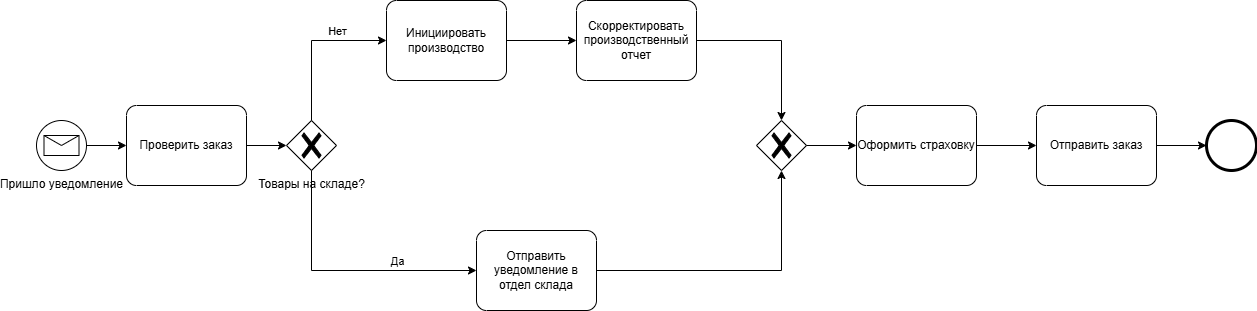 Нет
Инициировать
производство
Скорректировать
производственный
отчет
Пришло уведомление
Проверить заказ
Товары на складе?
Оформить страховку
Отправить заказ
Да
Отправить
уведомление в
отдел склада